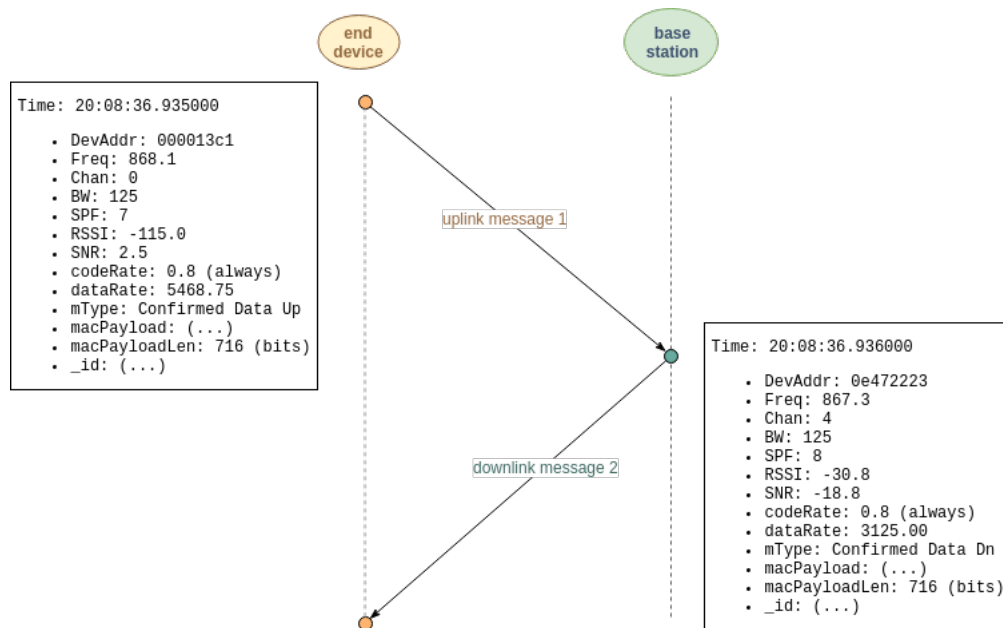 end
device
base
station
Time: 20:08:36.935000
• DevAddr: 000013c1
• Freq: 868.1
• Chan: 0
• BW: 125
• SPF: 7
• RSSI: -115.0
• SNR: 2.5
• codeRate: 0.8 (always)
• dataRate: 5468.75
• mType: Confirmed Data Up
• macPayload: (...)
• macPayloadLen: 716 (bits)
• _id: (...)
uplink message 1
Time: 20:08:36.936000
• DevAddr: 0e472223
• Freq: 867.3
• Chan: 4
• BW: 125
• SPF: 8
• RSSI: -30.8
• SNR: -18.8
• codeRate: 0.8 (always)
• dataRate: 3125.00
• mType: Confirmed Data Dn
• macPayload: (...)
• macPayloadLen: 716 (bits)
• _id: (...)
downlink message 2